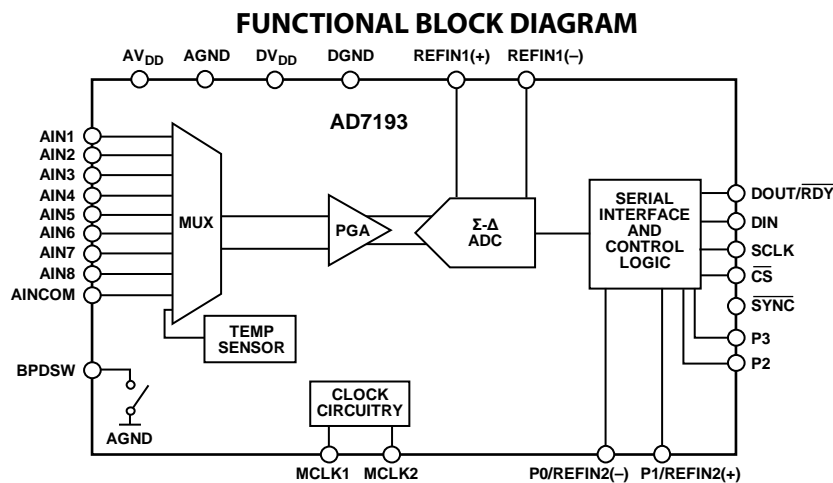 FUNCTIONAL BLOCK DIAGRAM
AVDD AGND DVDD DGND REFIN1(+) REFIN1(–)
AD7193
AIN1
AIN2
AIN3
AIN4
AIN5
AIN6
AIN7
AIN8
AINCOM
MUX
PGA
Σ-Δ
ADC
SERIAL
INTERFACE
AND
CONTROL
LOGIC
DOUT/RDY
DIN
SCLK
CS
SYNC
P3
P2
TEMP
SENSOR
BPDSW
AGND
CLOCK
CIRCUITRY
MCLK1 MCLK2 P0/REFIN2(–) P1/REFIN2(+)